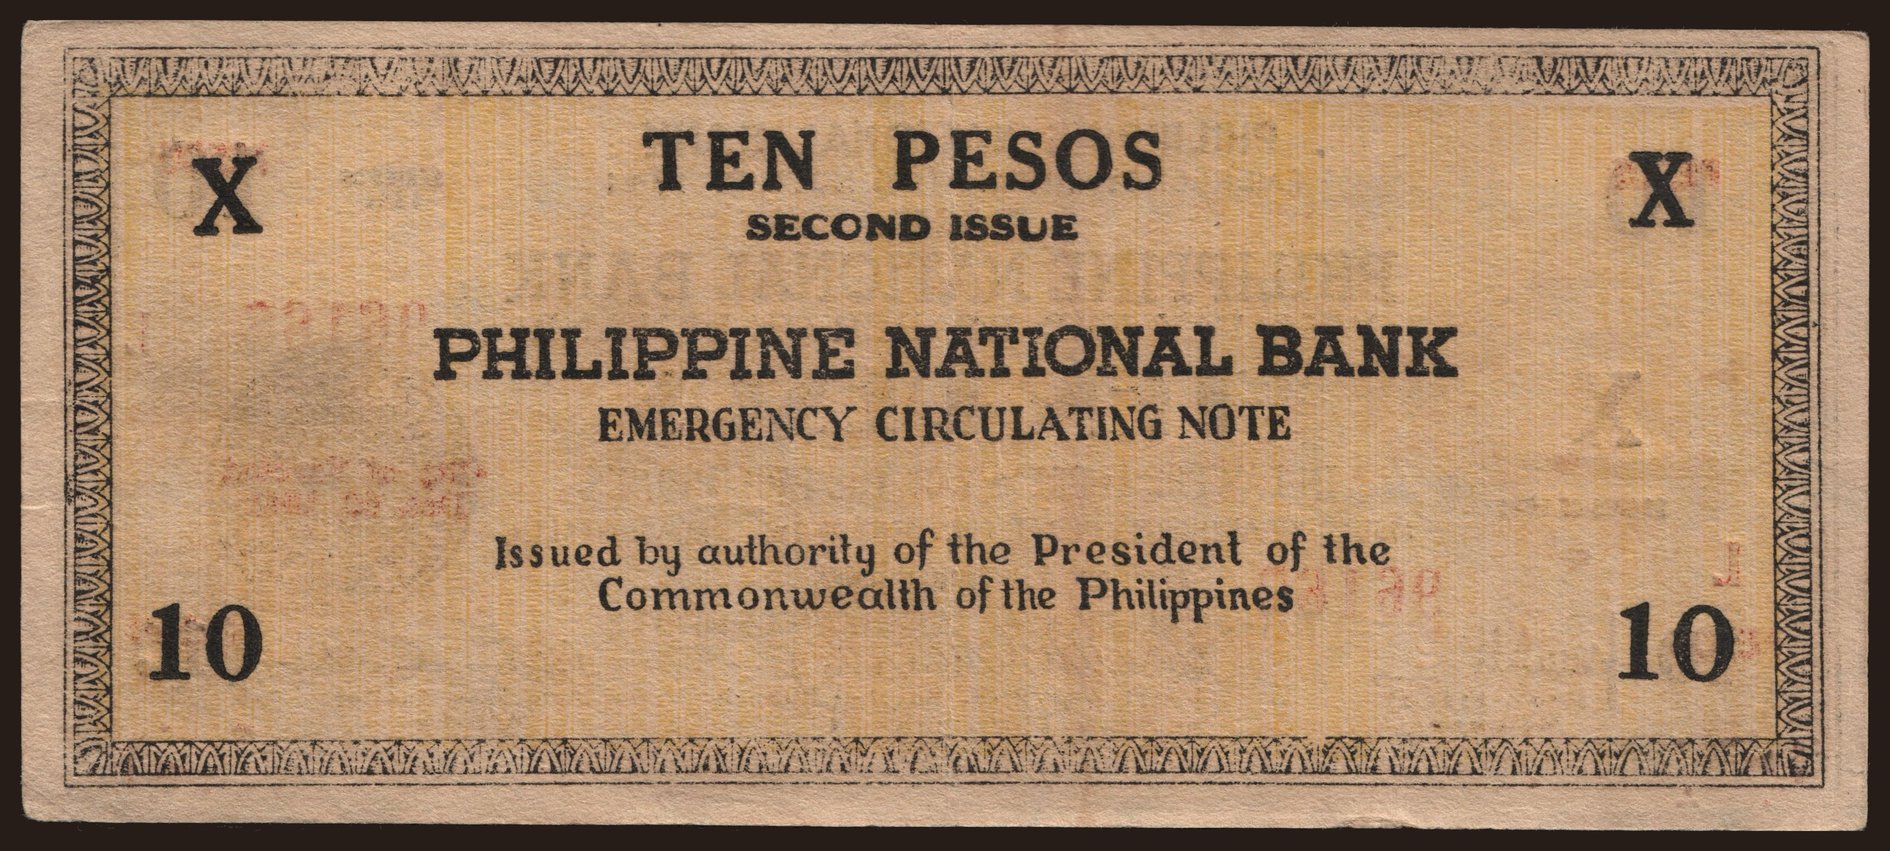 TEN PESOS
X X
SECOND ISSUE
PHILIPPINE NATIONAL BANK
EMERGENCY CIRCULATING NOTE
Issued by authority of the President of the
Commonwealth of the Philippines
10 10